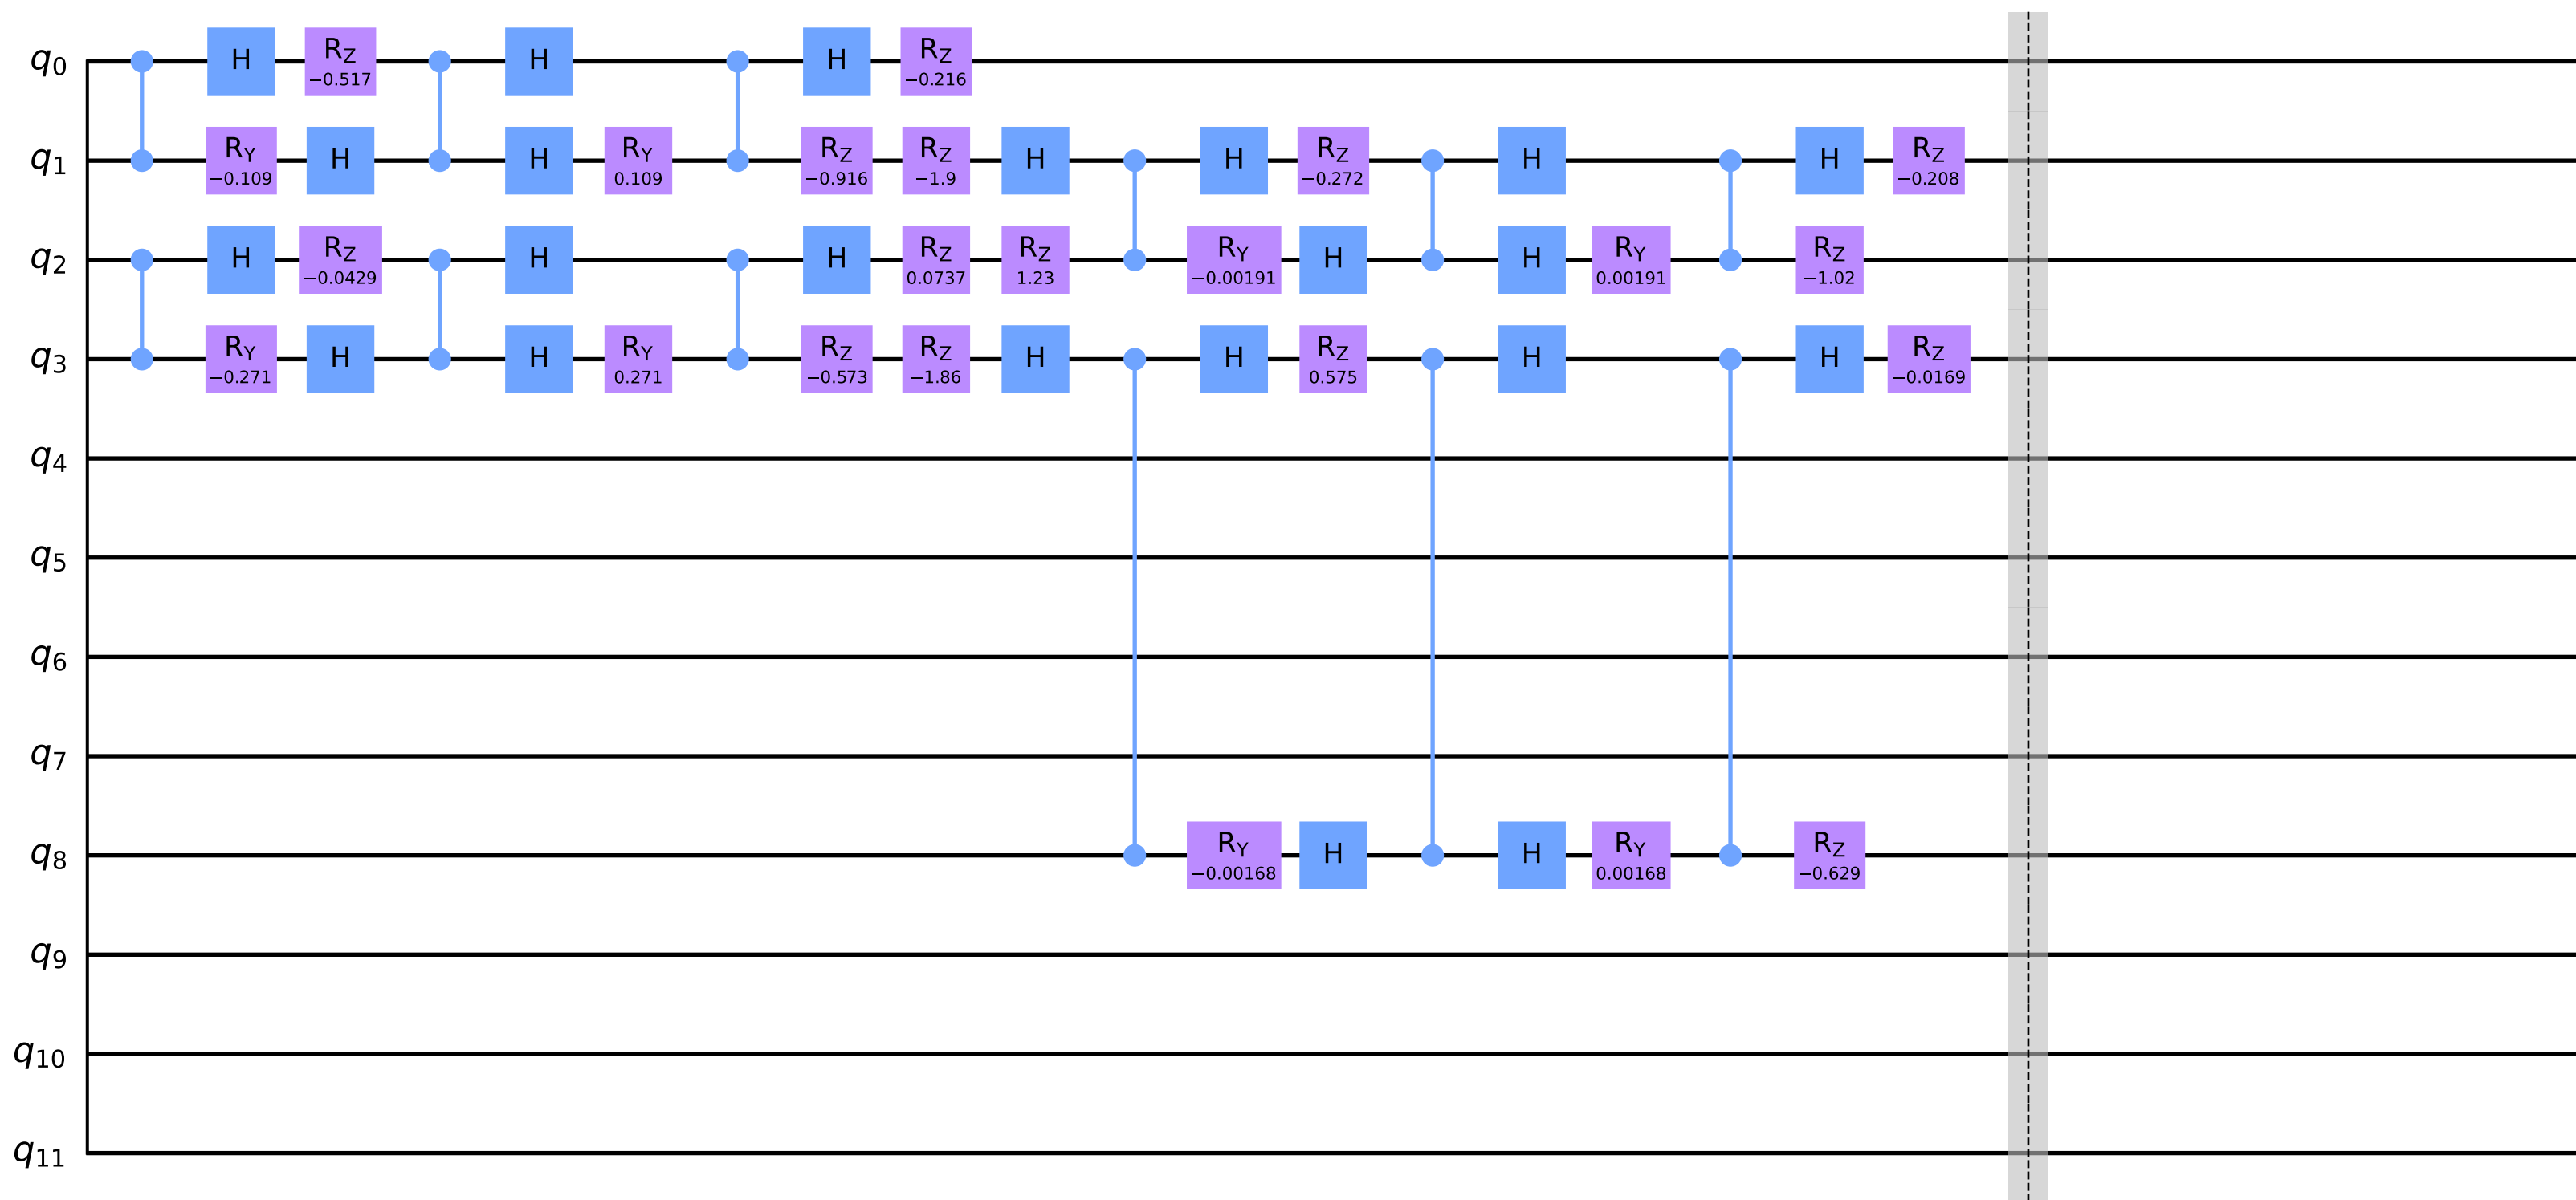 q0 H RZ −0.517 H H RZ −0.216
q1 RY −0.109 H H RY 0.109 RZ −0.916 RZ −1.9 H H RZ −0.272 H H RZ −0.208
q2 H RZ −0.0429 H H RZ 0.0737 RZ 1.23 RY −0.00191 H H RY 0.00191 RZ −1.02
q3 RY −0.271 H H RY 0.271 RZ −0.573 RZ −1.86 H H RZ 0.575 H H RZ −0.0169
q4
q5
q6
q7
q8 RY −0.00168 H H RY 0.00168 RZ −0.629
q9
q10
q11